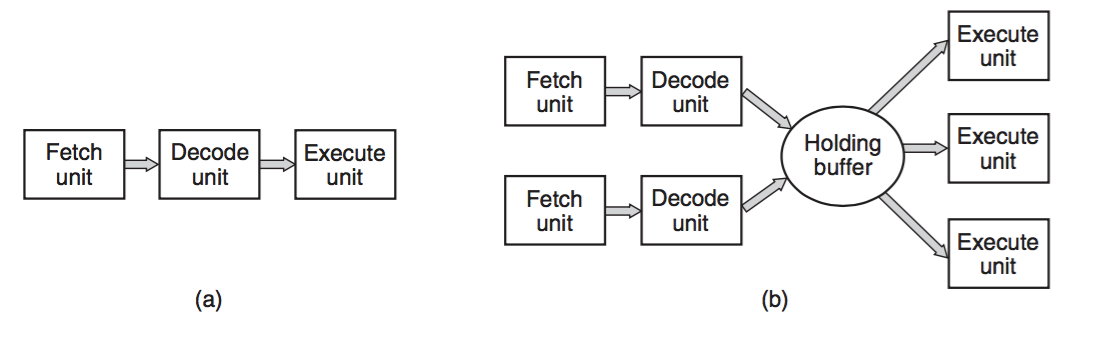 Fetch
unit
Decode
unit
Execute
unit
(a)
Fetch
unit
Decode
unit
Fetch
unit
Decode
unit
Holding
buffer
Execute
unit
Execute
unit
Execute
unit
(b)